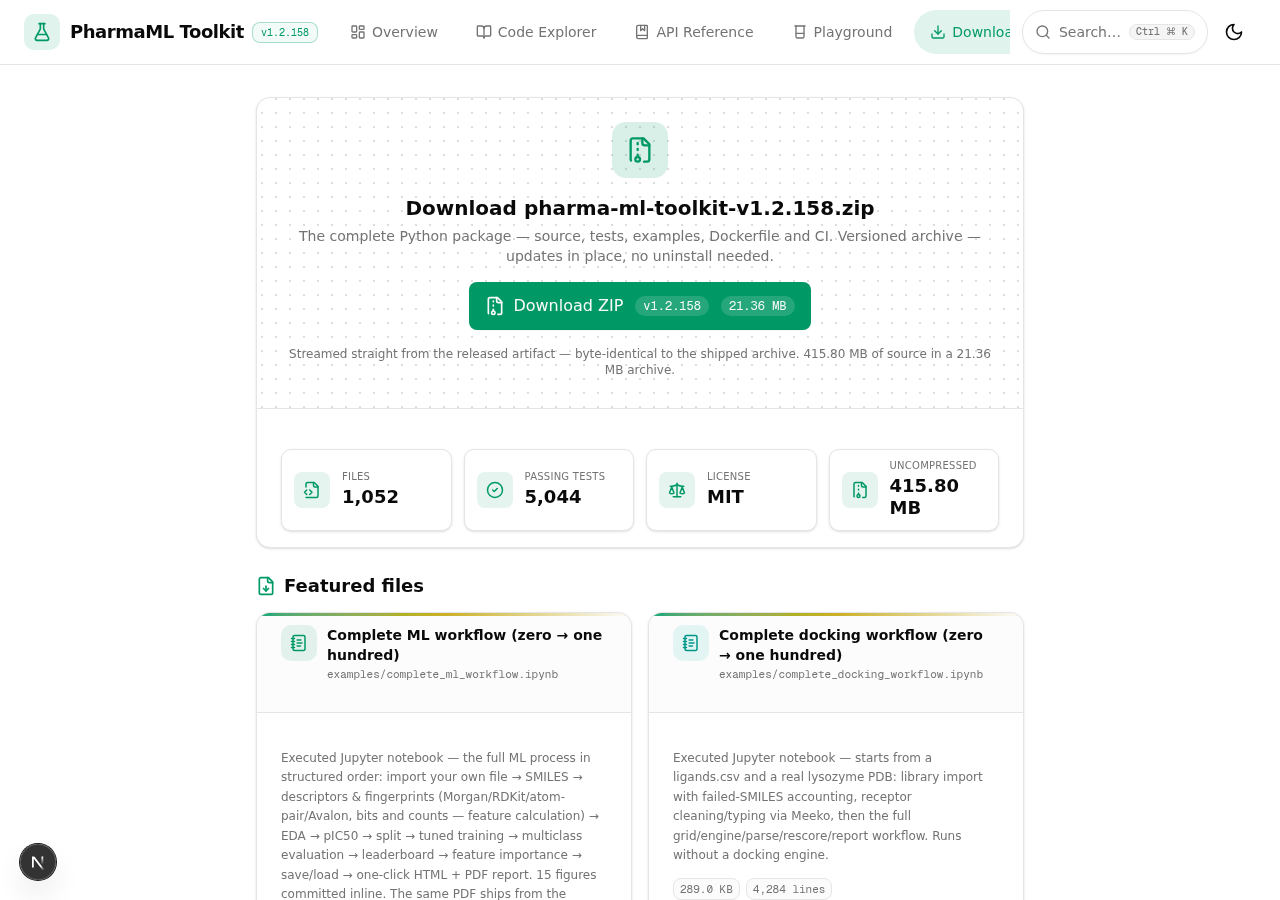 PharmaML Toolkit
v1.2.158
Overview
Code Explorer
API Reference
Playground
Search...
Ctrl ⌘ K
Download pharma-ml-toolkit-v1.2.158.zip
The complete Python package — source, tests, examples, Dockerfile and CI. Versioned archive —
updates in place, no uninstall needed.
Download ZIP v1.2.158 21.36 MB
Streamed straight from the released artifact — byte-identical to the shipped archive. 415.80 MB of source in a 21.36
MB archive.
FILES
1,052
PASSING TESTS
5,044
LICENSE
MIT
UNCOMPRESSED
415.80
MB
Featured files
Complete ML workflow (zero → one
hundred)
examples/complete_ml_workflow.ipynb
Executed Jupyter notebook — the full ML process in
structured order: import your own file → SMILES →
descriptors & fingerprints (Morgan/RDKit/atom-
pair/Avalon, bits and counts — feature calculation) →
EDA → pIC50 → split → tuned training → multiclass
evaluation → leaderboard → feature importance →
save/load → one-click HTML + PDF report. 15 figures
committed inline. The same PDF ships from the
Complete docking workflow (zero
→ one hundred)
examples/complete_docking_workflow.ipynb
Executed Jupyter notebook — starts from a
ligands.csv and a real lysozyme PDB: library import
with failed-SMILES accounting, receptor
cleaning/typing via Meeko, then the full
grid/engine/parse/rescore/report workflow. Runs
without a docking engine.
289.0 KB
4,284 lines
N